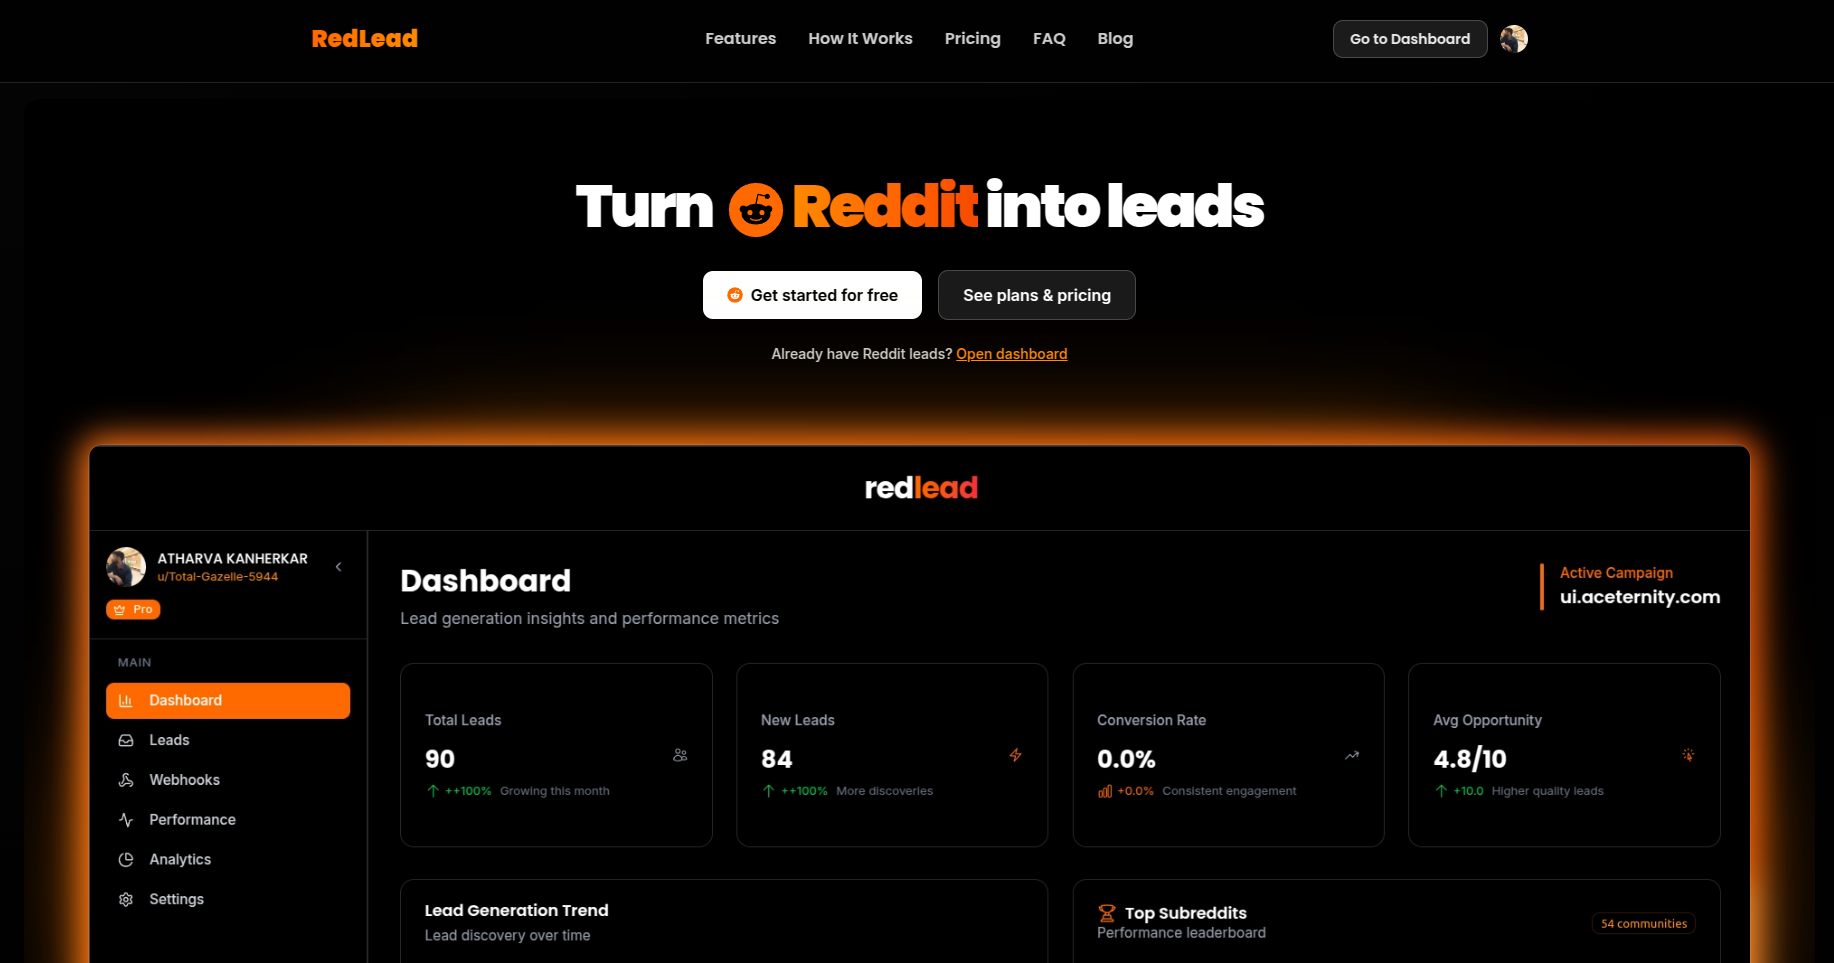 RedLead
Features How It Works Pricing FAQ Blog
Go to Dashboard
Turn Reddit into leads
Get started for free
See plans & pricing
Already have Reddit leads? Open dashboard
redlead
ATHARVA KANHERKAR
u/Total-Gazelle-5944
Pro
MAIN
Dashboard
Leads
Webhooks
Performance
Analytics
Settings
Dashboard
Lead generation insights and performance metrics
Active Campaign
ui.aceternity.com
Total Leads
90
++100% Growing this month
New Leads
84
++100% More discoveries
Conversion Rate
0.0%
+0.0% Consistent engagement
Avg Opportunity
4.8/10
+10.0 Higher quality leads
Lead Generation Trend
Lead discovery over time
Top Subreddits
Performance leaderboard
54 communities